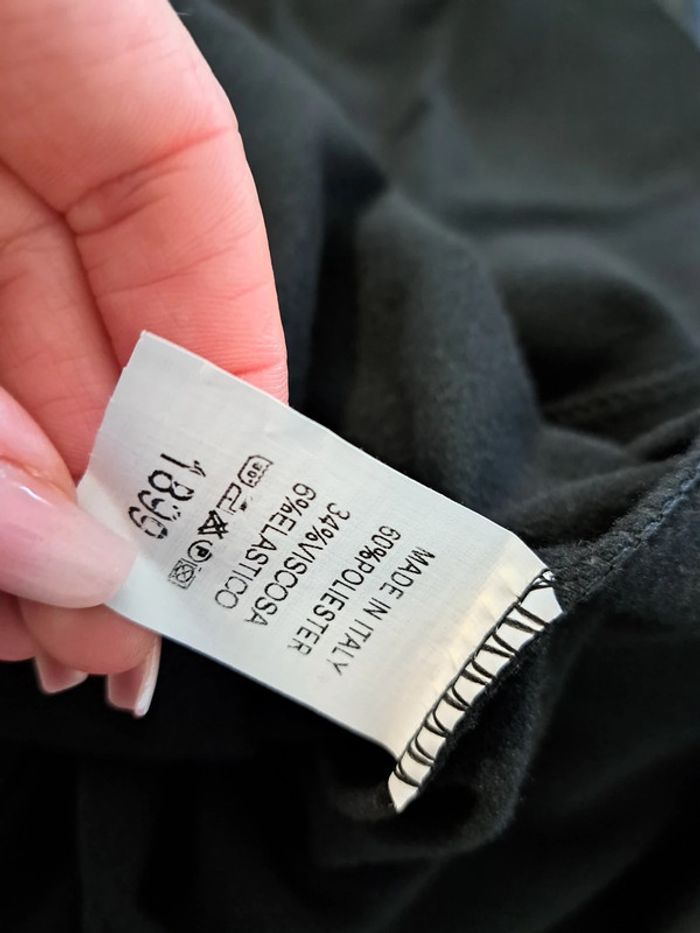 MADE IN ITALY
60%POLIESTER
34%VISCOSA
6%ELASTICO
1899